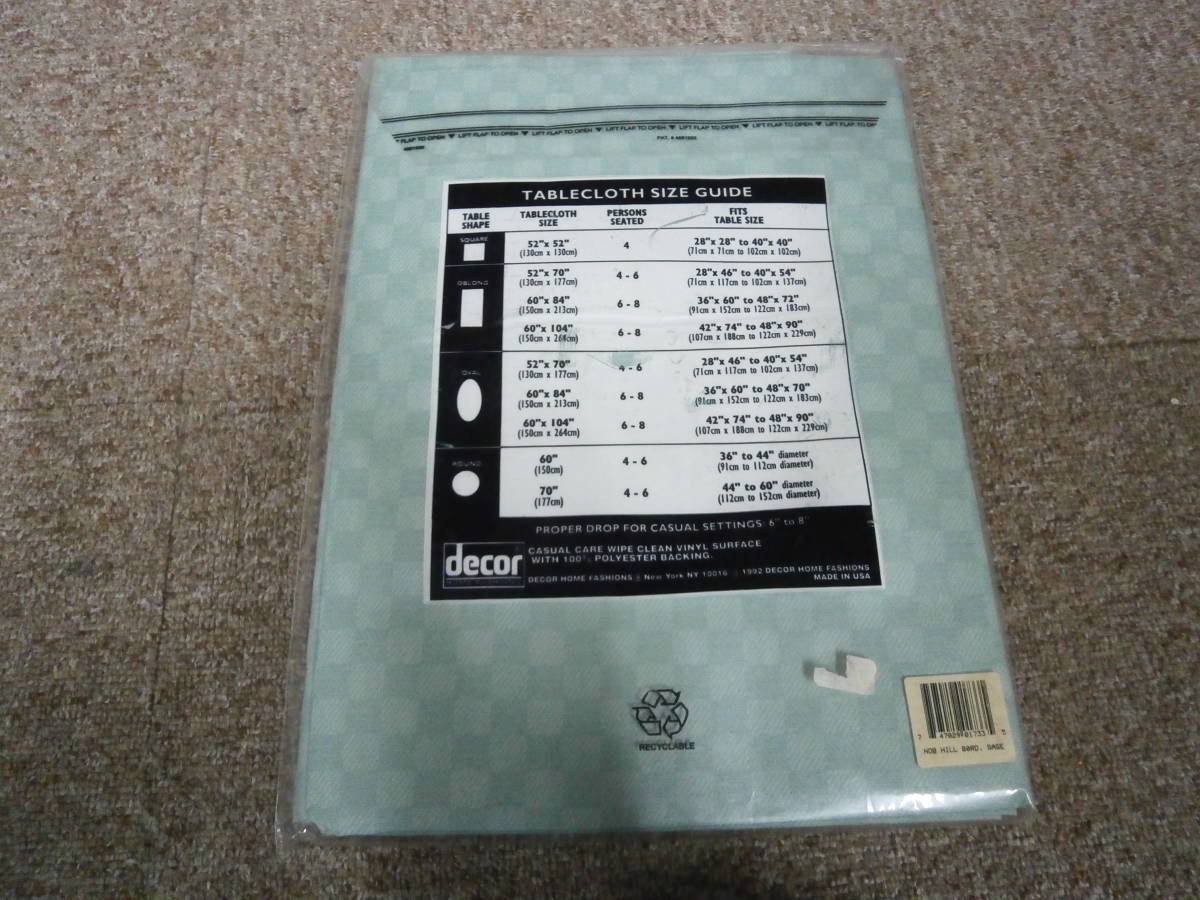 FLAP TO OPEN ▼ LIFT FLAP TO OPEN ▼ LIFT FLAP TO OPEN ▼ LIFT FLAP TO OPEN ▼ LIFT FLAP TO OPEN ▼ LIFT FLAP TO OPEN ▼ LIFT FLAP TO OP
TABLECLOTH SIZE GUIDE
TABLE SHAPE TABLECLOTH SIZE PERSONS SEATED FITS TABLE SIZE
SQUARE
52"x 52" 4 28"x 28" to 40"x 40"
(130cm x 130cm) (71cm x 71cm to 102cm x 102cm)
OBLONG
52"x 70" 4 - 6 28"x 46" to 40"x 54"
(130cm x 177cm) (71cm x 117cm to 102cm x 137cm)
60"x 84" 6 - 8 36"x 60" to 48"x 72"
(150cm x 213cm) (91cm x 152cm to 122cm x 183cm)
60"x 104" 6 - 8 42"x 74" to 48"x 90"
(150cm x 264cm) (107cm x 188cm to 122cm x 229cm)
OVAL
52"x 70" 4 - 6 28"x 46" to 40"x 54"
(130cm x 177cm) (71cm x 117cm to 102cm x 137cm)
60"x 84" 6 - 8 36"x 60" to 48"x 70"
(150cm x 213cm) (91cm x 152cm to 122cm x 183cm)
60"x 104" 6 - 8 42"x 74" to 48"x 90"
(150cm x 264cm) (107cm x 188cm to 122cm x 229cm)
ROUND
60" 4 - 6 36" to 44" diameter
(150cm) (91cm to 112cm diameter)
70" 4 - 6 44" to 60" diameter
(177cm) (112cm to 152cm diameter)
PROPER DROP FOR CASUAL SETTINGS: 6" to 8"
decor
CASUAL CARE WIPE CLEAN VINYL SURFACE
WITH 100% POLYESTER BACKING.
DECOR HOME FASHIONS New York NY 10016 1992 DECOR HOME FASHIONS
MADE IN USA
RECYCLABLE
NOB HILL BORD. SAGE